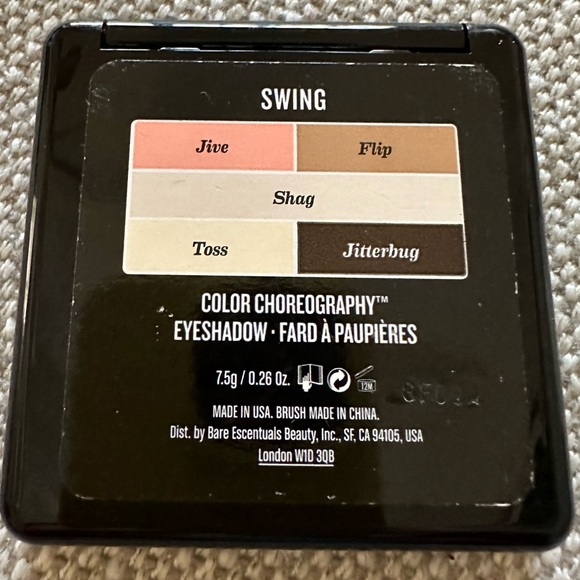 SWING
Jive Flip
Shag
Toss Jitterbug
COLOR CHOREOGRAPHY™
EYESHADOW · FARD À PAUPIÈRES
7.5g / 0.26 Oz. 12M
MADE IN USA. BRUSH MADE IN CHINA.
Dist. by Bare Escentuals Beauty, Inc., SF, CA 94105, USA
London W1D 3QB